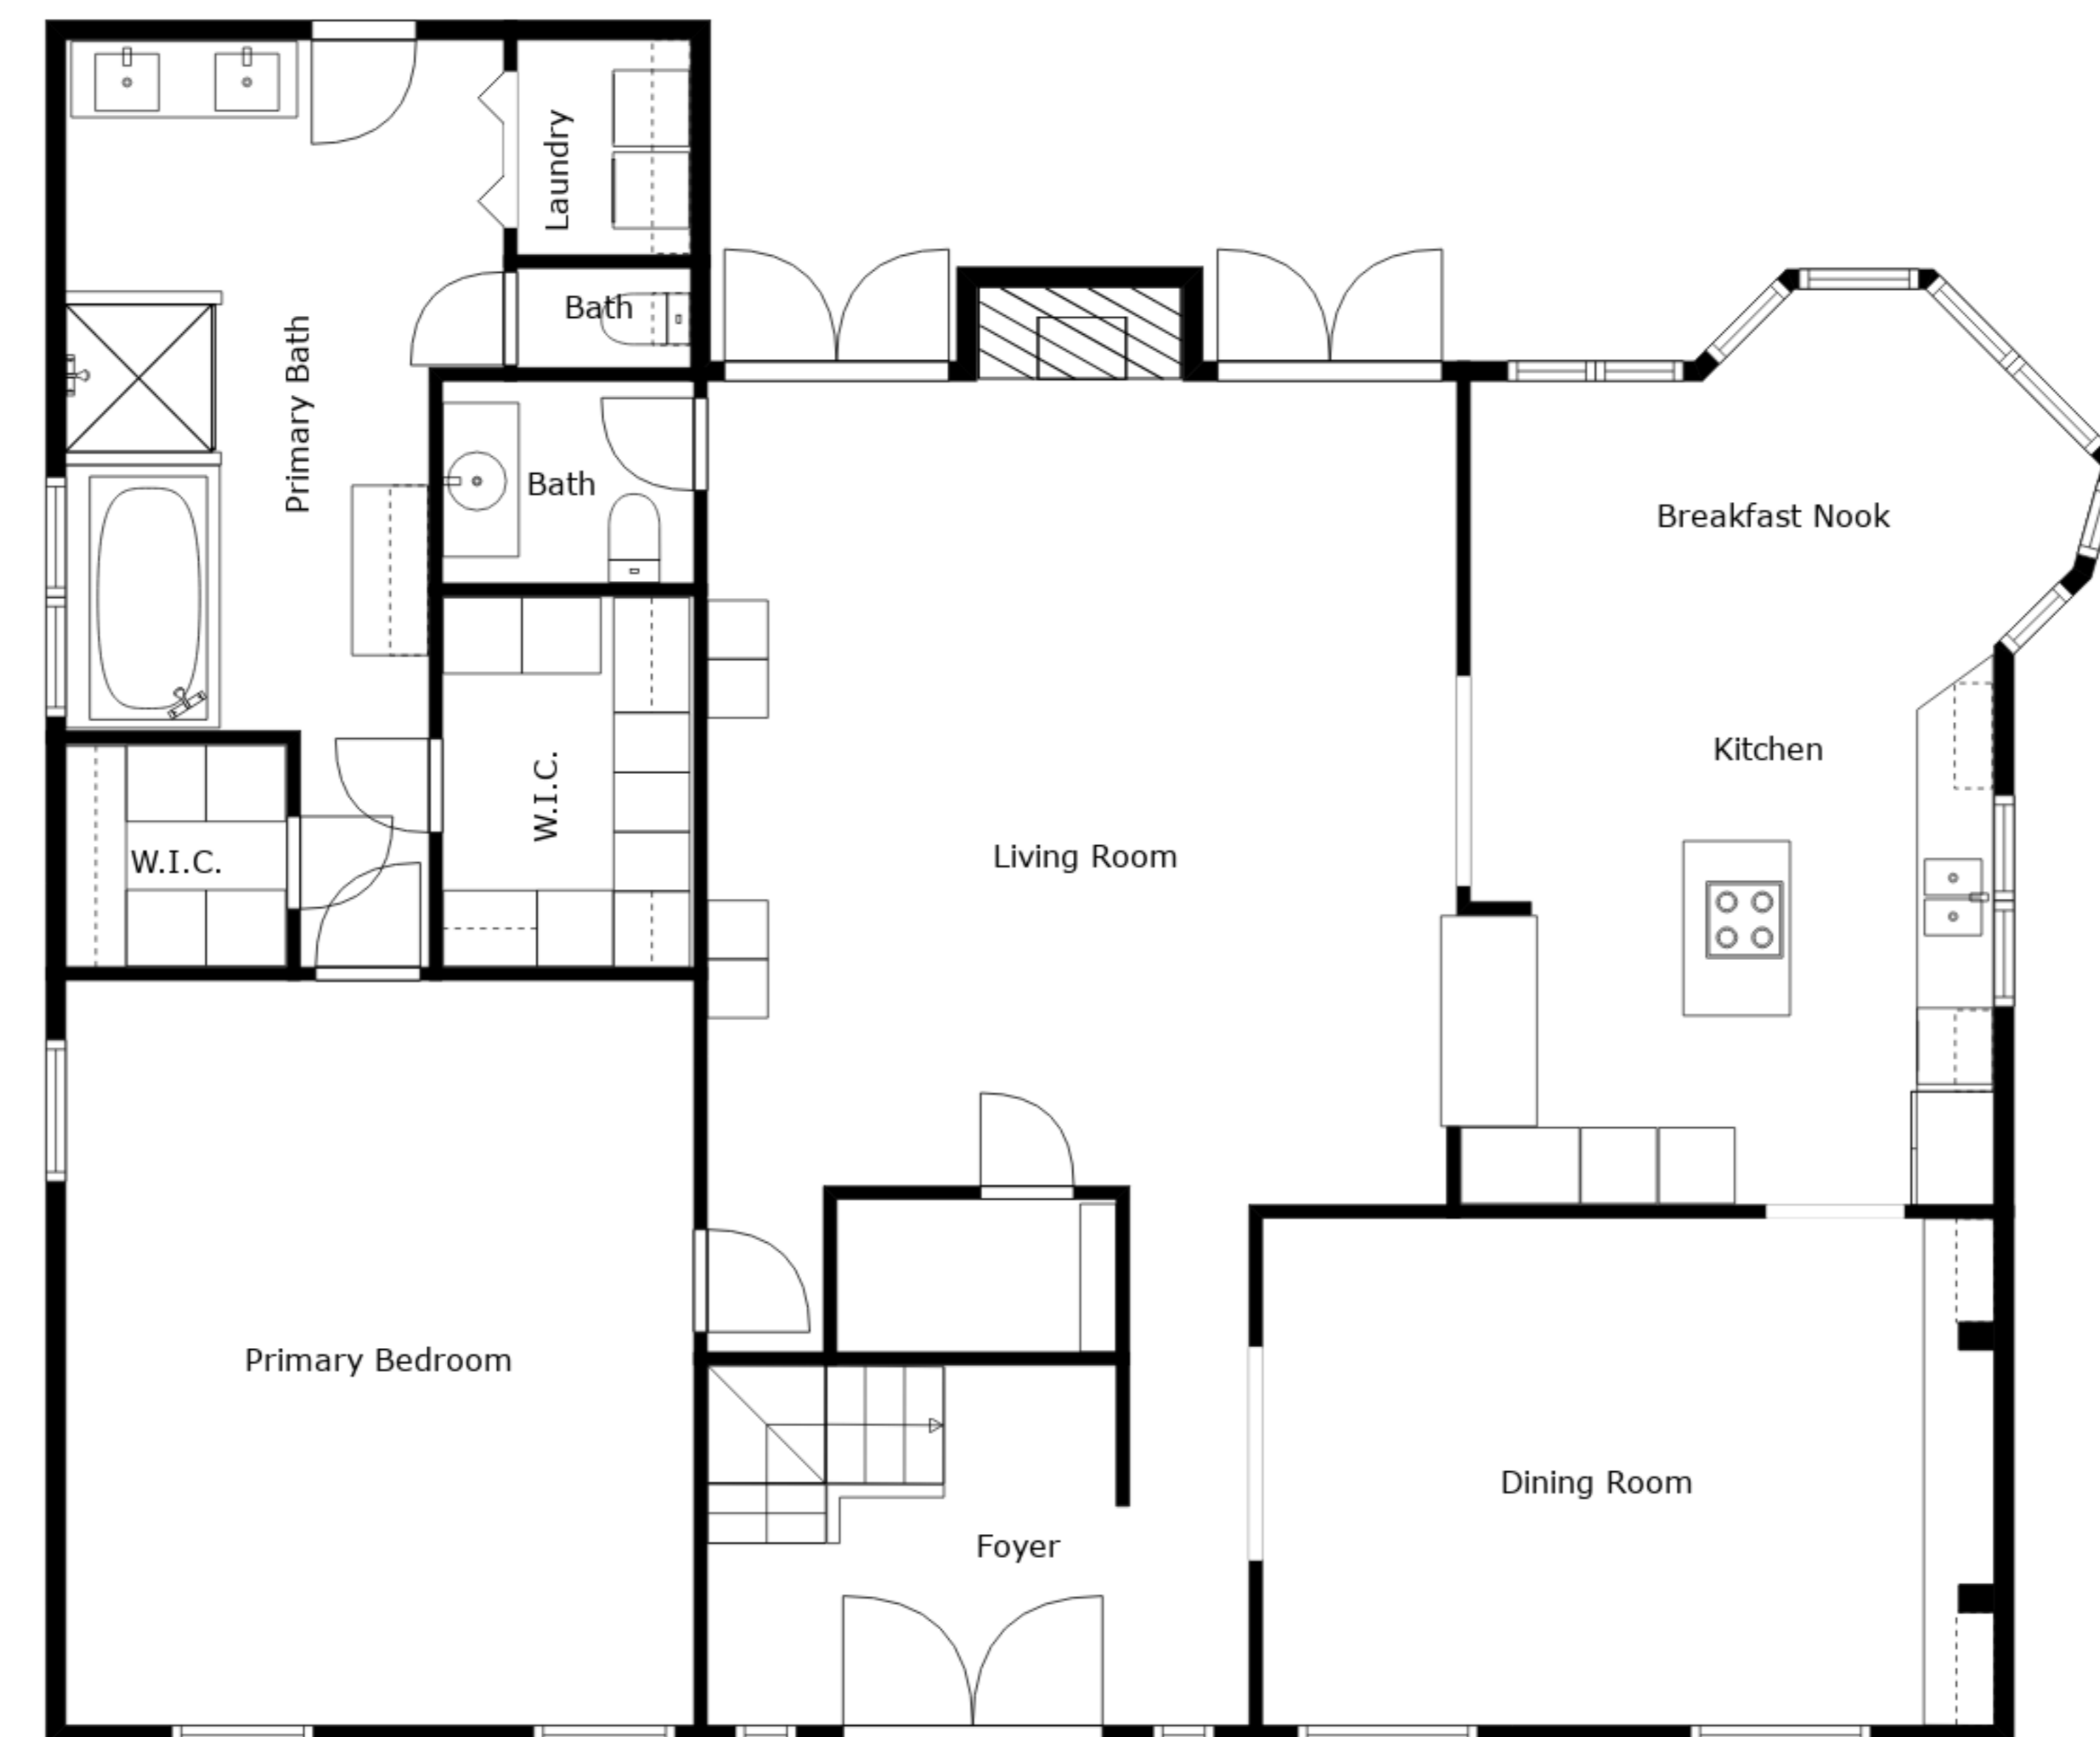 Laundry
Bath
Primary Bath
Bath
Breakfast Nook
Kitchen
W.I.C.
Living Room
W.I.C.
Primary Bedroom
Dining Room
Foyer